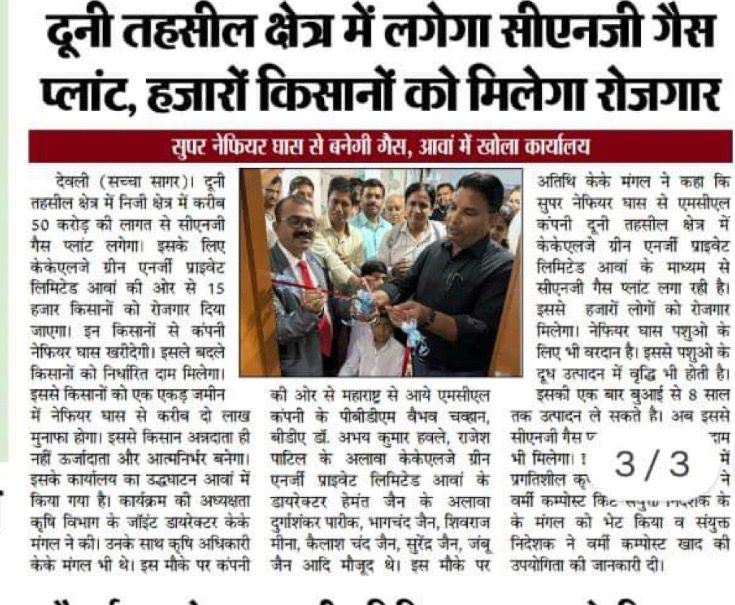 दूनी तहसील क्षेत्र में लगेगा सीएनजी गैस
प्लांट, हजारों किसानों को मिलेगा रोजगार
सुपर नेफियर घास से बनेगी गैस, आवां में खोला कार्यालय
देवली (सच्चा सागर)। दूनी
तहसील क्षेत्र में निजी क्षेत्र में करीब
50 करोड़ की लागत से सीएनजी
गैस प्लांट लगेगा। इसके लिए
केकेएलजे ग्रीन एनर्जी प्राइवेट
लिमिटेड आवां की ओर से 15
हजार किसानों को रोजगार दिया
जाएगा। इन किसानों से कंपनी
नेफियर घास खरीदेगी। इसले बदले
किसानों को निर्धारित दाम मिलेगा।
इससे किसानों को एक एकड़ जमीन
में नेफियर घास से करीब दो लाख
मुनाफा होगा। इससे किसान अन्नदाता ही
नहीं ऊर्जादाता और आत्मनिर्भर बनेगा।
इसके कार्यालय का उद्घघाटन आवां में
किया गया है। कार्यक्रम की अध्यक्षता
कृषि विभाग के जॉइंट डायरेक्टर केके
मंगल ने की। उनके साथ कृषि अधिकारी
केके मंगल भी थे। इस मौके पर कंपनी
की ओर से महाराष्ट्र से आये एमसीएल
कंपनी के पीबीडीएम वैभव चव्हान,
बीडीए डॉ. अभय कुमार हवले, राजेश
पाटिल के अलावा केकेएलजे ग्रीन
एनर्जी प्राइवेट लिमिटेड आवां के
डायरेक्टर हेमंत जैन के अलावा
दुर्गाशंकर पारीक, भागचंद जैन, शिवराज
मीना, कैलाश चंद जैन, सुरेंद्र जैन, जंबू
जैन आदि मौजूद थे। इस मौके पर
अतिथि केके मंगल ने कहा कि
सुपर नेफियर घास से एमसीएल
कंपनी दूनी तहसील क्षेत्र में
केकेएलजे ग्रीन एनर्जी प्राइवेट
लिमिटेड आवां के माध्यम से
सीएनजी गैस प्लांट लगा रही है।
इससे हजारों लोगों को रोजगार
मिलेगा। नेफियर घास पशुओ के
लिए भी वरदान है। इससे पशुओ के
दूध उत्पादन में वृद्धि भी होती है।
इसकी एक बार बुआई से 8 साल
तक उत्पादन ले सकते है। अब इससे
सीएनजी गैस दाम
भी मिलेगा। में
प्रगतिशील ने
वर्मी कम्पोस्ट किट के
के मंगल को भेंट किया व संयुक्त
निदेशक ने वर्मी कम्पोस्ट खाद की
उपयोगिता की जानकारी दी।
3/3